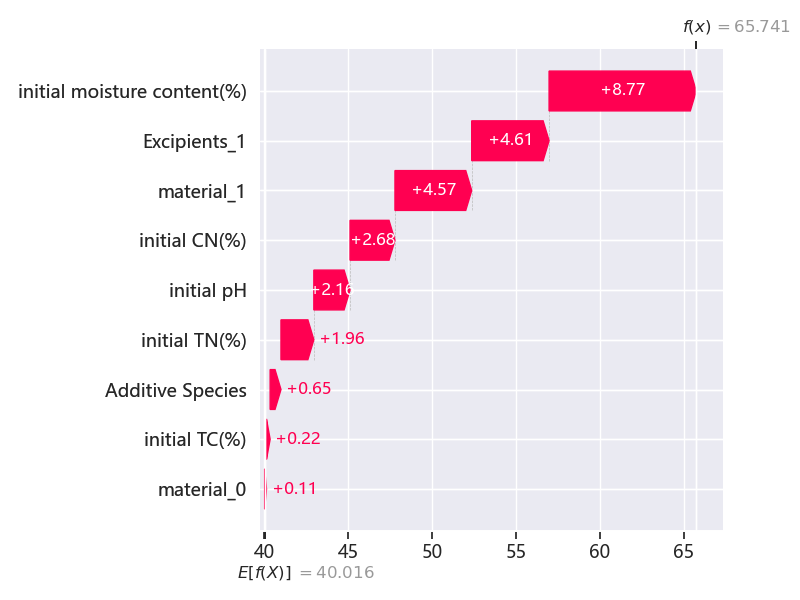 f(x) = 65.741
initial moisture content(%) +8.77
Excipients_1 +4.61
material_1 +4.57
initial CN(%) +2.68
initial pH +2.16
initial TN(%) +1.96
Additive Species +0.65
initial TC(%) +0.22
material_0 +0.11
40 45 50 55 60 65
E[f(X)] = 40.016